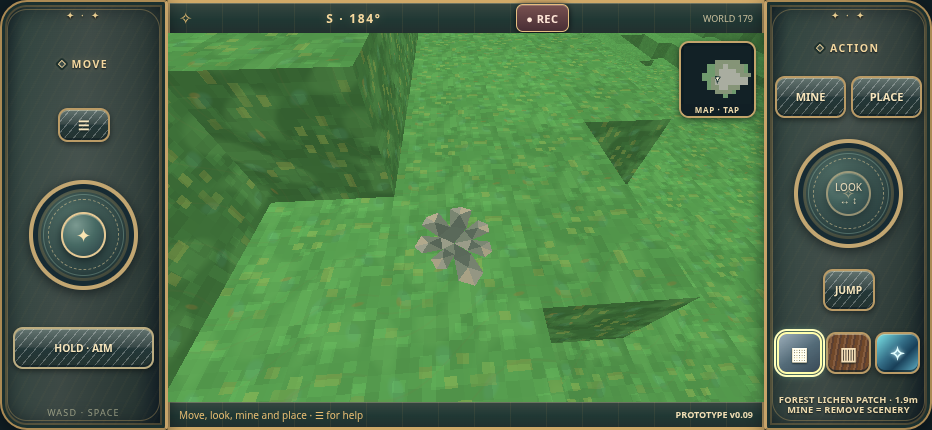 MOVE
HOLD · AIM
WASD · SPACE
S · 184°
● REC
WORLD 179
MAP · TAP
Move, look, mine and place · ☰ for help
PROTOTYPE v0.09
ACTION
MINE
PLACE
LOOK
JUMP
FOREST LICHEN PATCH · 1.9m
MINE = REMOVE SCENERY